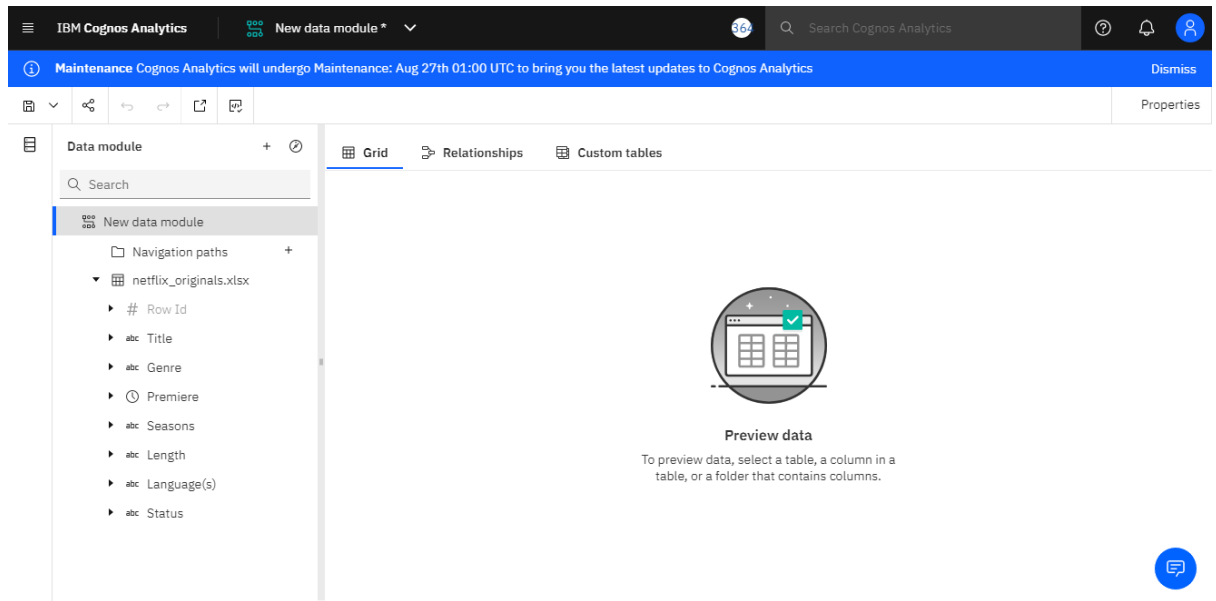 IBM Cognos Analytics
New data module *
364
Search Cognos Analytics
Maintenance Cognos Analytics will undergo Maintenance: Aug 27th 01:00 UTC to bring you the latest updates to Cognos Analytics
Dismiss
Properties
Data module
Grid
Relationships
Custom tables
Search
New data module
Navigation paths
netflix_originals.xlsx
# Row Id
abc Title
abc Genre
Premiere
abc Seasons
abc Length
abc Language(s)
abc Status
Preview data
To preview data, select a table, a column in a
table, or a folder that contains columns.